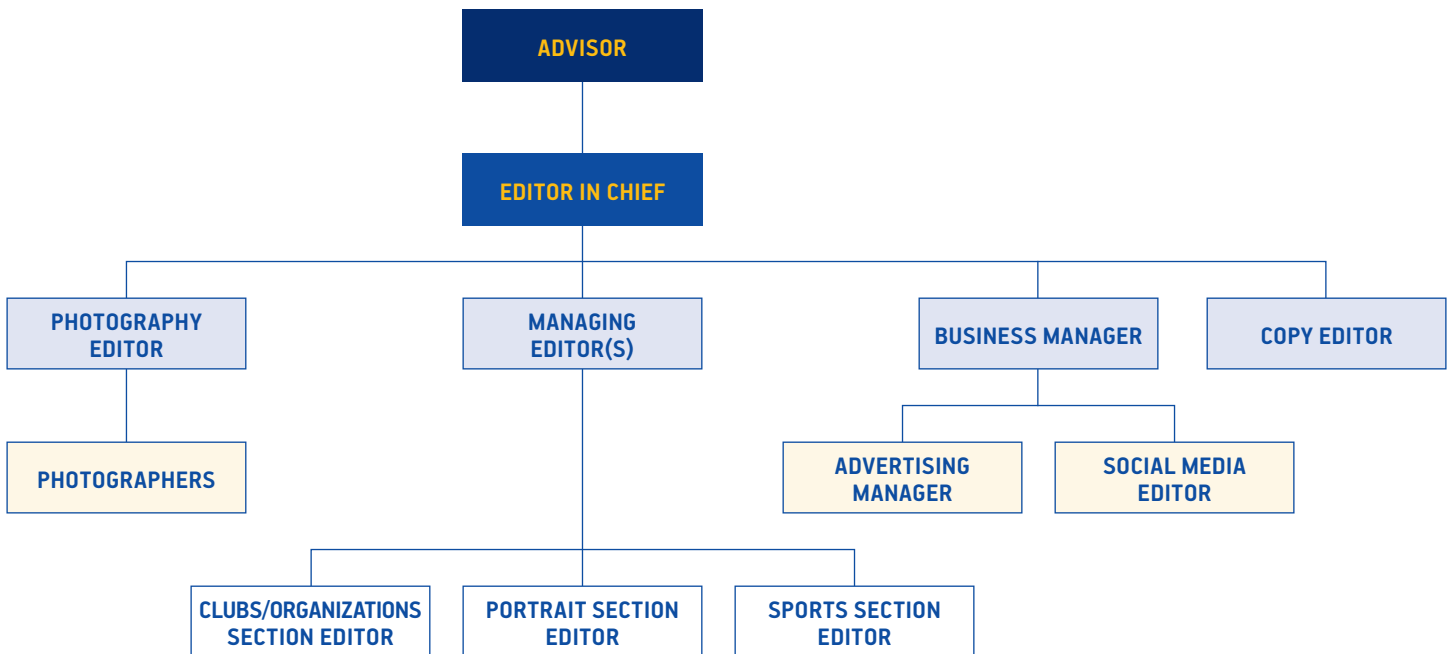 ADVISOR
EDITOR IN CHIEF
PHOTOGRAPHY
EDITOR
MANAGING
EDITOR(S)
BUSINESS MANAGER
COPY EDITOR
PHOTOGRAPHERS
ADVERTISING
MANAGER
SOCIAL MEDIA
EDITOR
CLUBS/ORGANIZATIONS
SECTION EDITOR
PORTRAIT SECTION
EDITOR
SPORTS SECTION
EDITOR